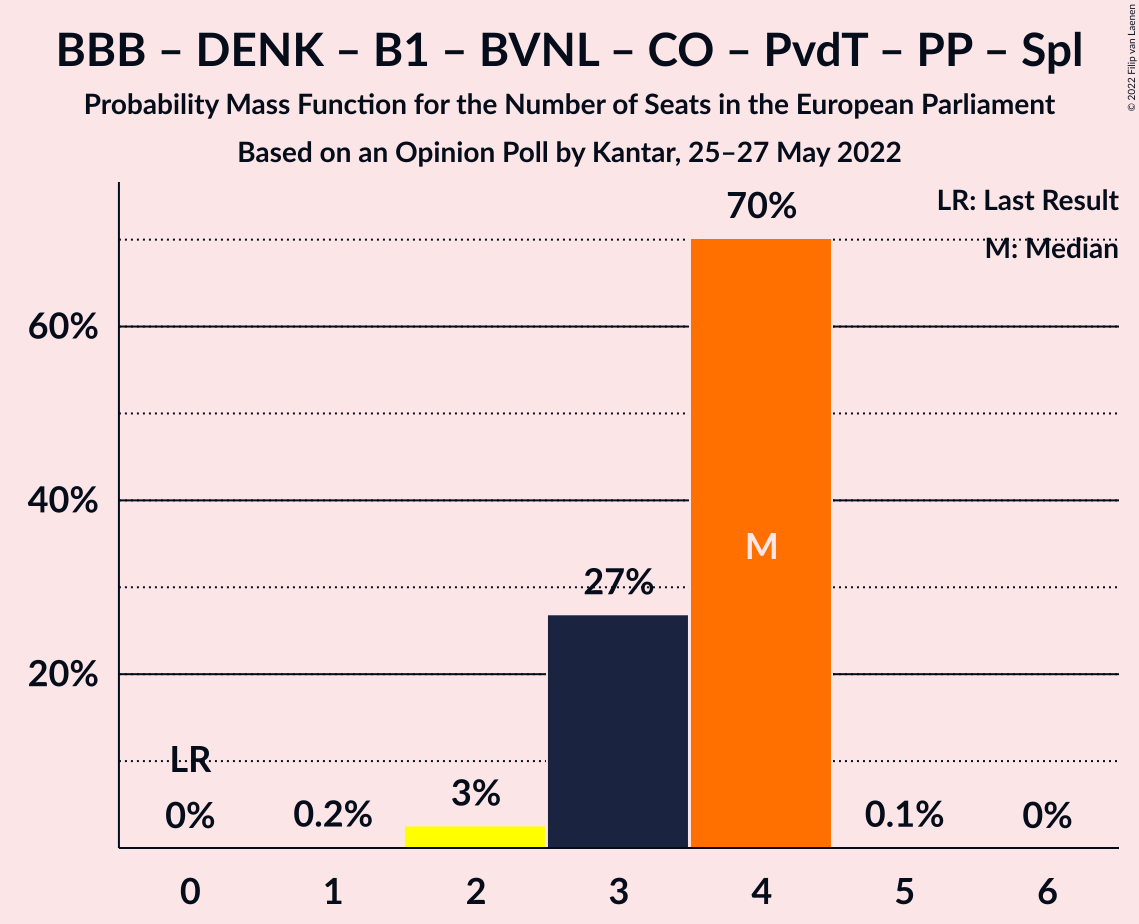 BBB – DENK – B1 – BVNL – CO – PvdT – PP – Spl
Probability Mass Function for the Number of Seats in the European Parliament
Based on an Opinion Poll by Kantar, 25–27 May 2022
© 2022 Filip van Laenen
LR: Last Result
M: Median
70%
60%
40%
20%
M
27%
LR
0%
0.2%
3%
0.1%
0%
0 1 2 3 4 5 6